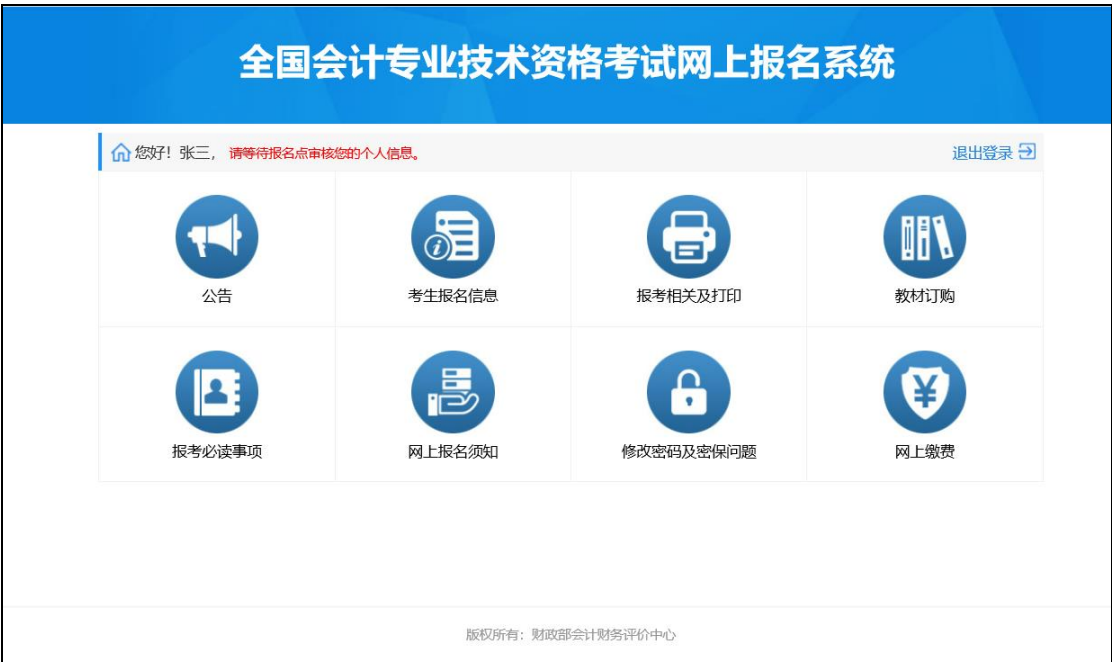 全国会计专业技术资格考试网上报名系统
您好！张三，请等待报名点审核您的个人信息。 退出登录
公告 考生报名信息 报考相关及打印 教材订购
报考必读事项 网上报名须知 修改密码及密保问题 网上缴费
版权所有：财政部会计财务评价中心